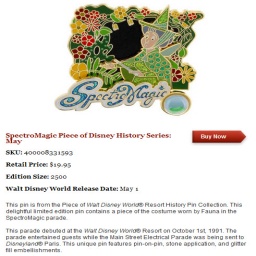 SpectroMagic
SpectroMagic Piece of Disney History Series:
May
Buy Now
SKU: 400008331593
Retail Price: $19.95
Edition Size: 2500
Walt Disney World Release Date: May 1
This pin is from the Piece of Walt Disney World® Resort History Pin Collection. This
delightful limited edition pin contains a piece of the costume worn by Fauna in the
SpectroMagic parade.
This parade debuted at the Walt Disney World® Resort on October 1st, 1991. The
parade entertained guests while the Main Street Electrical Parade was being sent to
Disneyland® Paris. This unique pin features pin-on-pin, stone application, and glitter
fill embellishments.